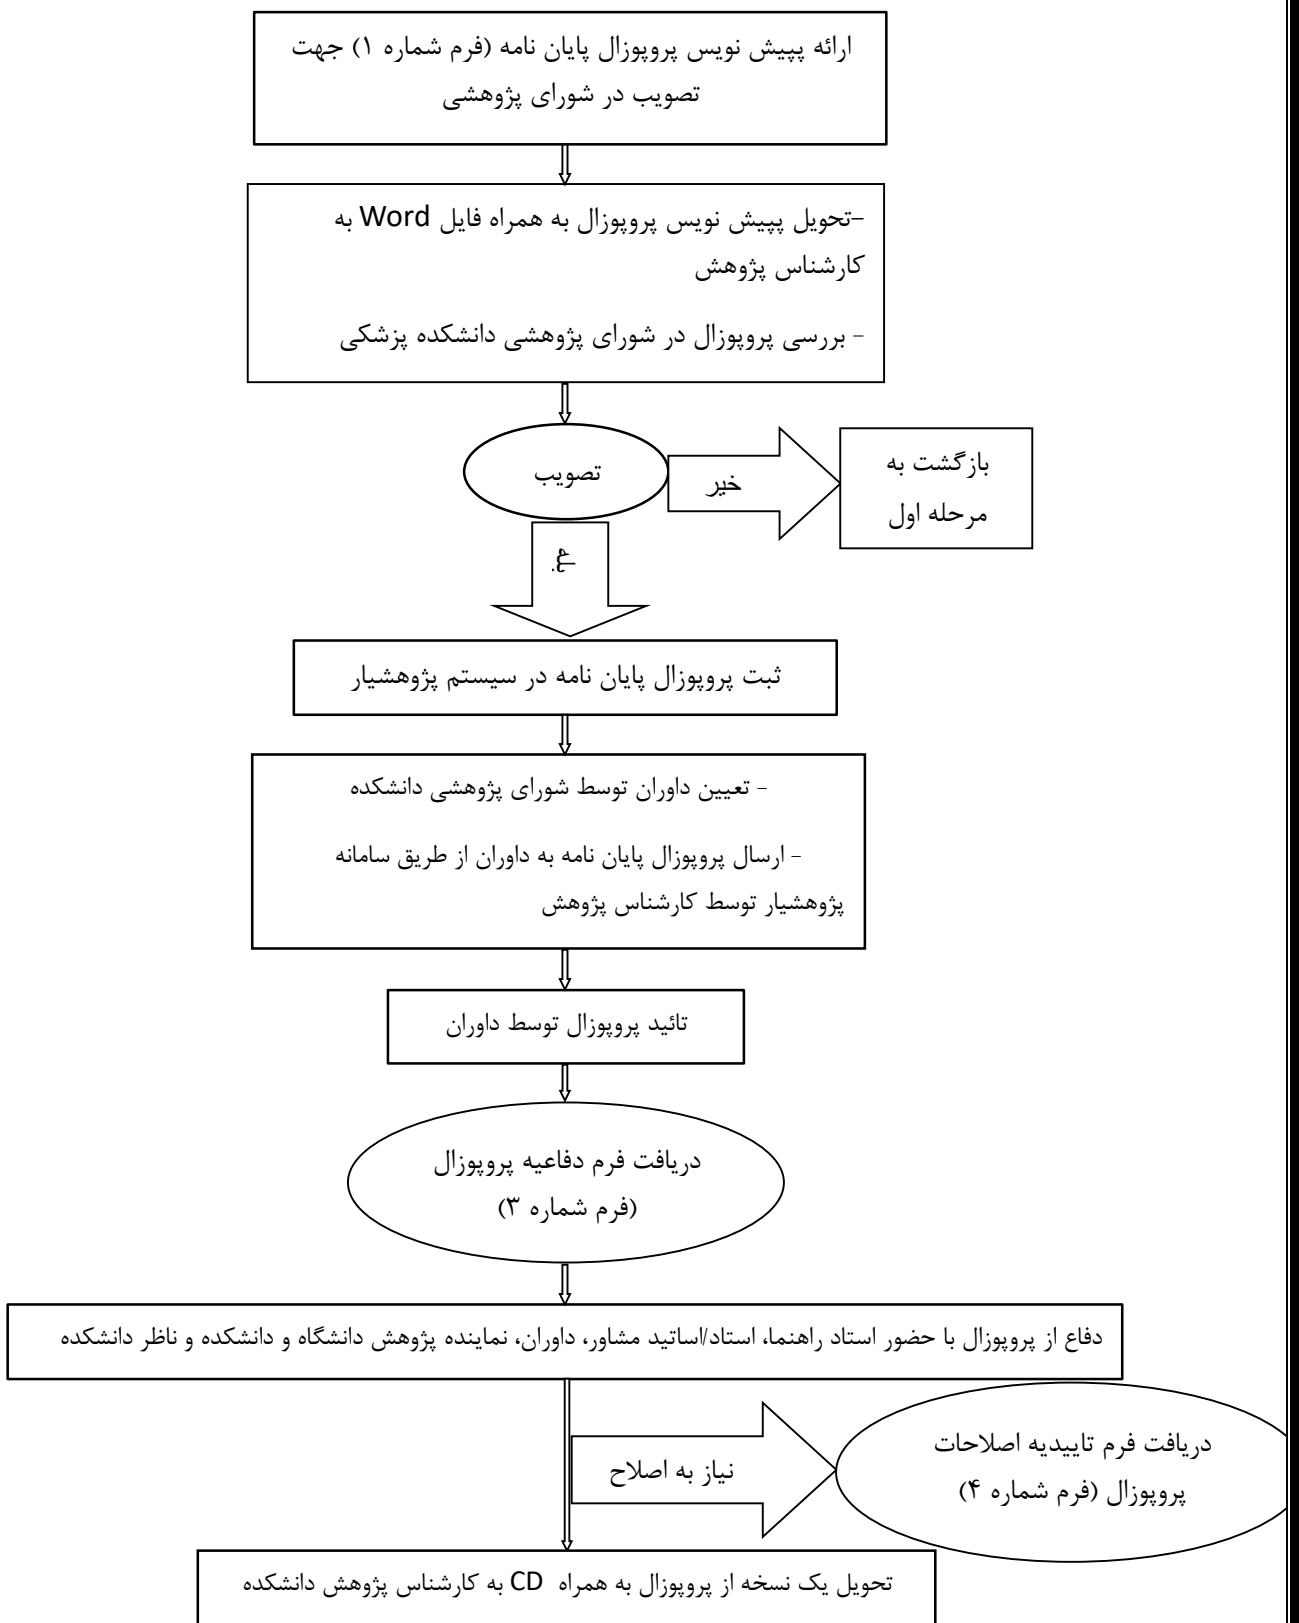 ارائه پپیش نویس پروپوزال پایان نامه (فرم شماره ۱) جهت
تصویب در شورای پژوهشی
–تحویل پپیش نویس پروپوزال به همراه فایل Word به
کارشناس پژوهش
- بررسی پروپوزال در شورای پژوهشی دانشکده پزشکی
تصویب
خیر
بازگشت به
مرحله اول
بله
ثبت پروپوزال پایان نامه در سیستم پژوهشیار
- تعیین داوران توسط شورای پژوهشی دانشکده
- ارسال پروپوزال پایان نامه به داوران از طریق سامانه
پژوهشیار توسط کارشناس پژوهش
تائید پروپوزال توسط داوران
دریافت فرم دفاعیه پروپوزال
(فرم شماره ۳)
دفاع از پروپوزال با حضور استاد راهنما، استاد/اساتید مشاور، داوران، نماینده پژوهش دانشگاه و دانشکده و ناظر دانشکده
نیاز به اصلاح
دریافت فرم تاییدیه اصلاحات
پروپوزال (فرم شماره ۴)
تحویل یک نسخه از پروپوزال به همراه CD به کارشناس پژوهش دانشکده